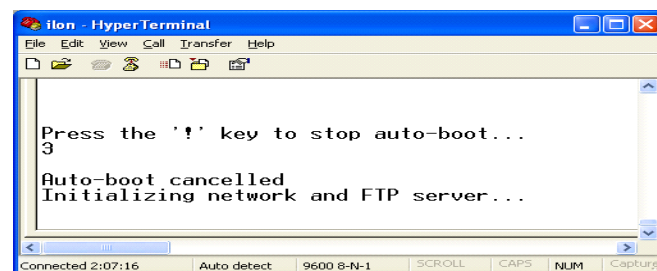 ilon - HyperTerminal
File Edit View Call Transfer Help
Press the '!' key to stop auto-boot...
3
Auto-boot cancelled
Initializing network and FTP server...
Connected 2:07:16 Auto detect 9600 8-N-1 SCROLL CAPS NUM Capture